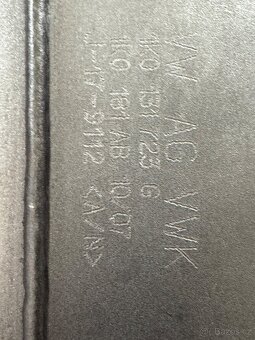 VW AG VWK
1K0 131 723 G
1K0 181 AB 10/07
T-17-9112 <A/N>